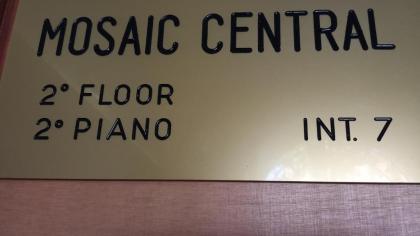 MOSAIC CENTRAL
2° FLOOR
2° PIANO INT. 7